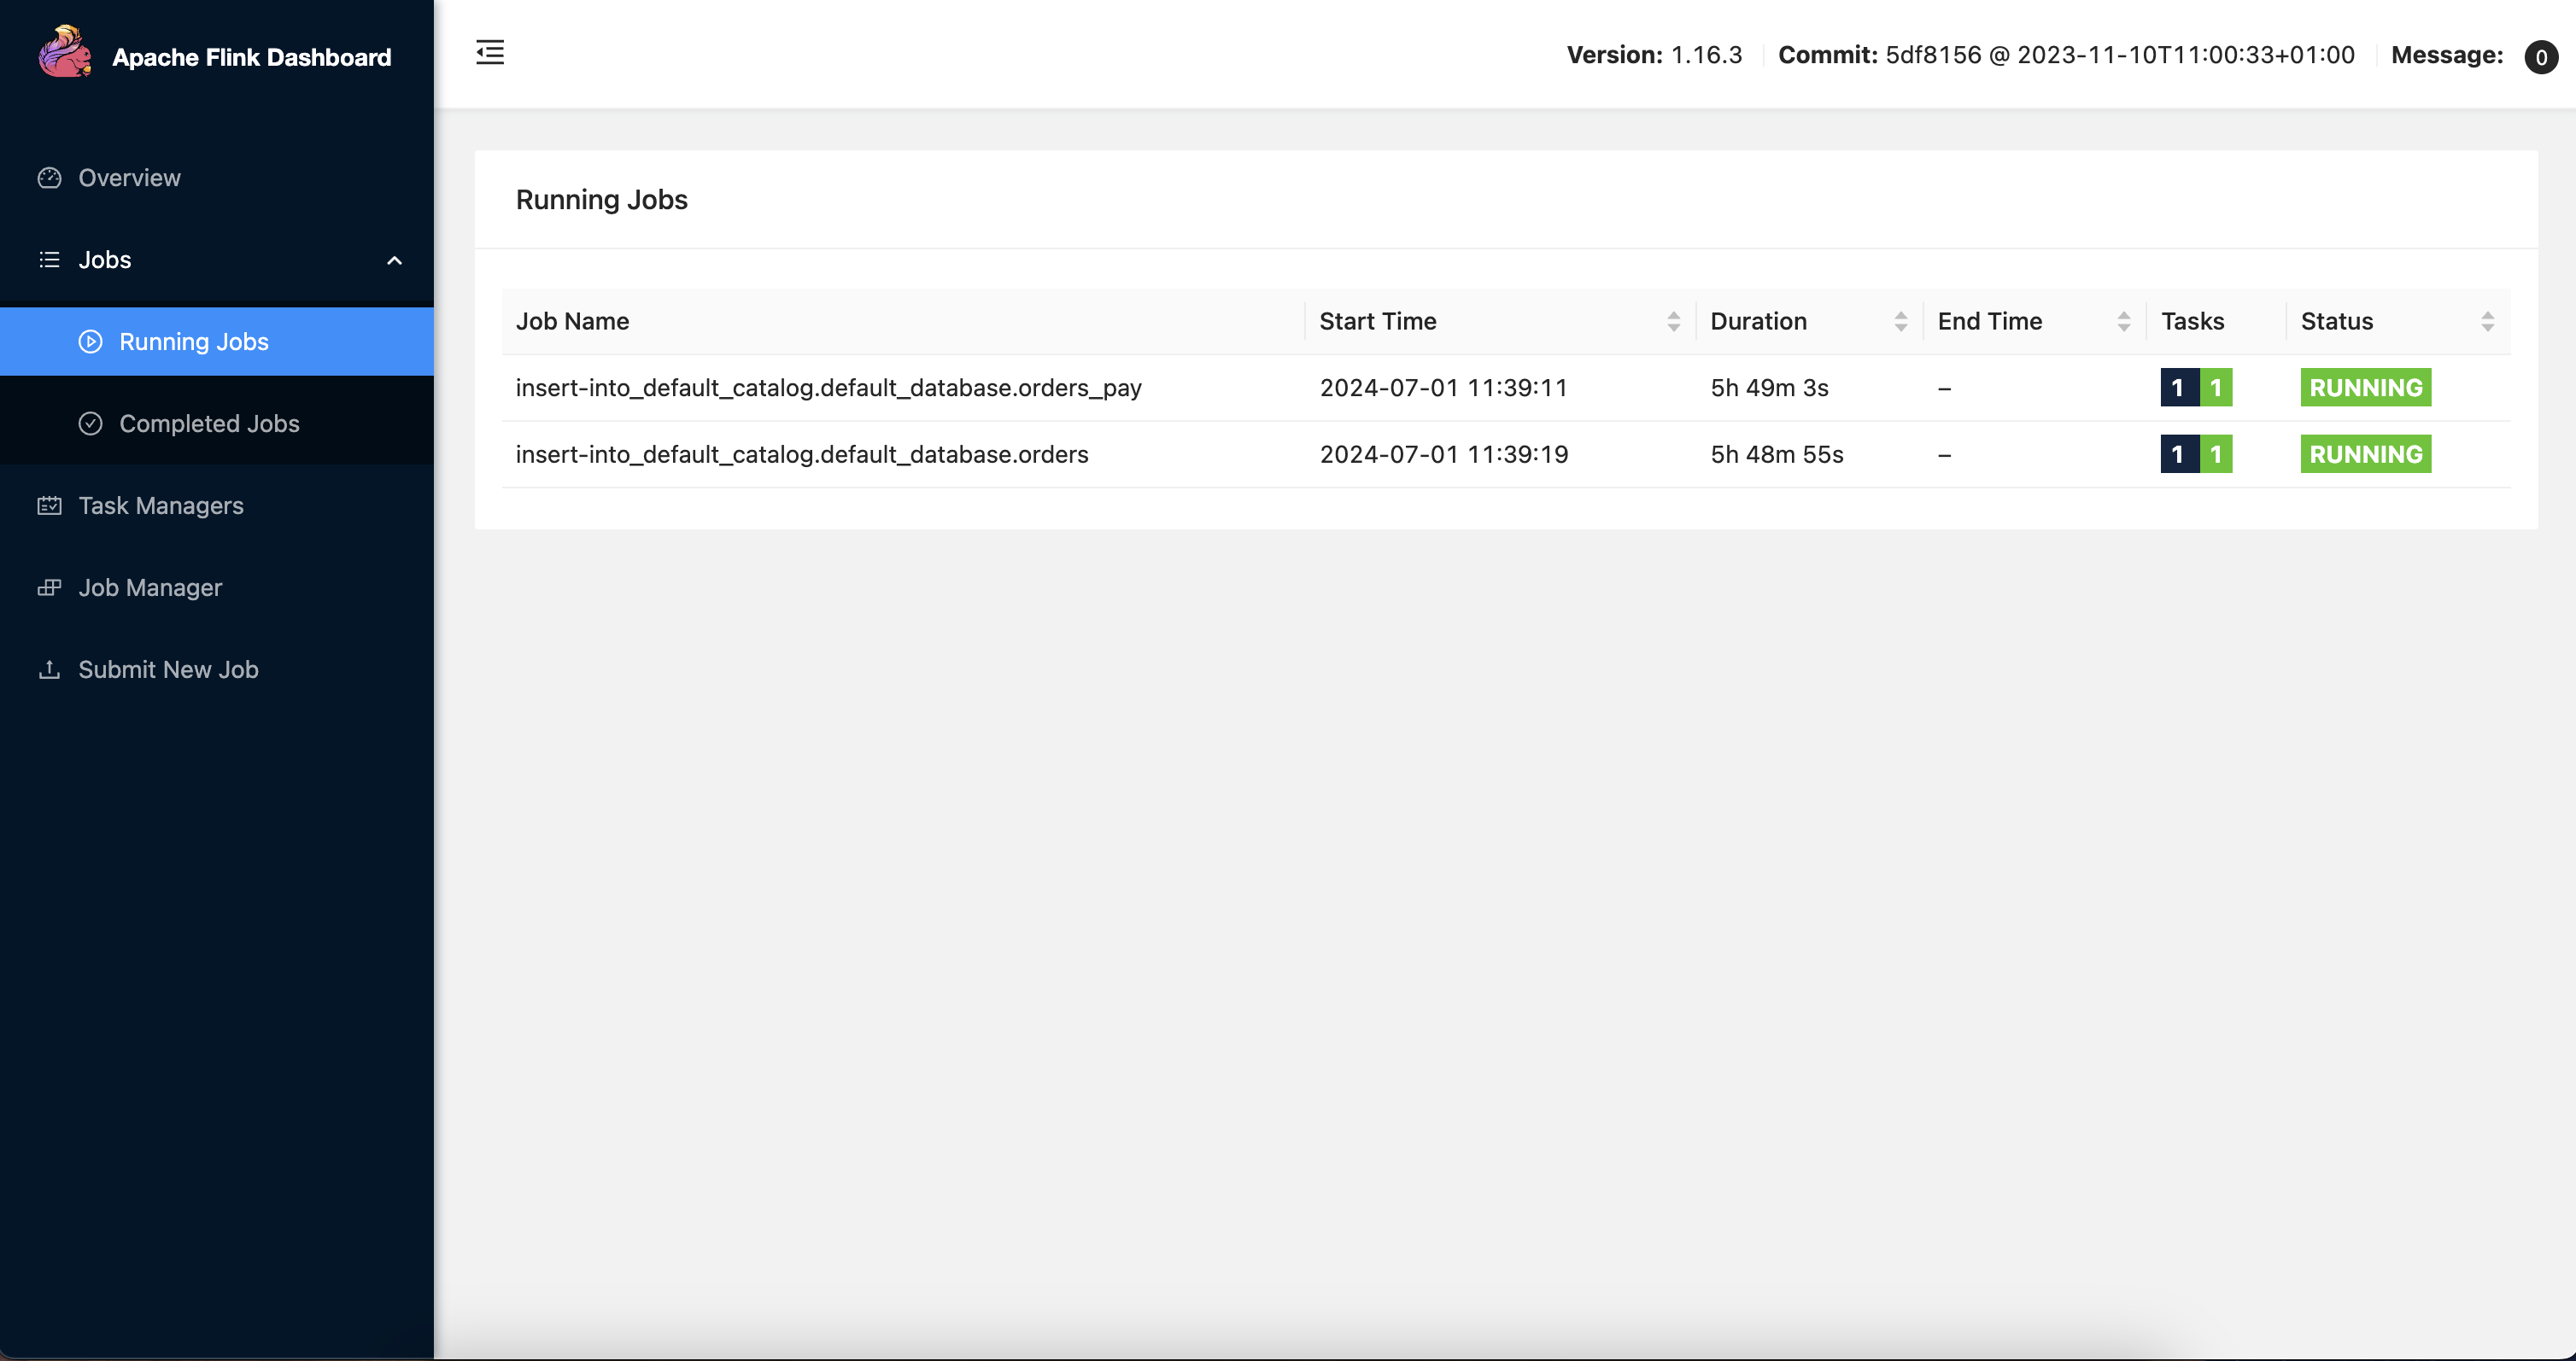 Apache Flink Dashboard
Version: 1.16.3 Commit: 5df8156 @ 2023-11-10T11:00:33+01:00 Message: 0
Overview
Jobs
Running Jobs
Completed Jobs
Task Managers
Job Manager
Submit New Job
Running Jobs
Job Name Start Time Duration End Time Tasks Status
insert-into_default_catalog.default_database.orders_pay 2024-07-01 11:39:11 5h 49m 3s – 1 1 RUNNING
insert-into_default_catalog.default_database.orders 2024-07-01 11:39:19 5h 48m 55s – 1 1 RUNNING